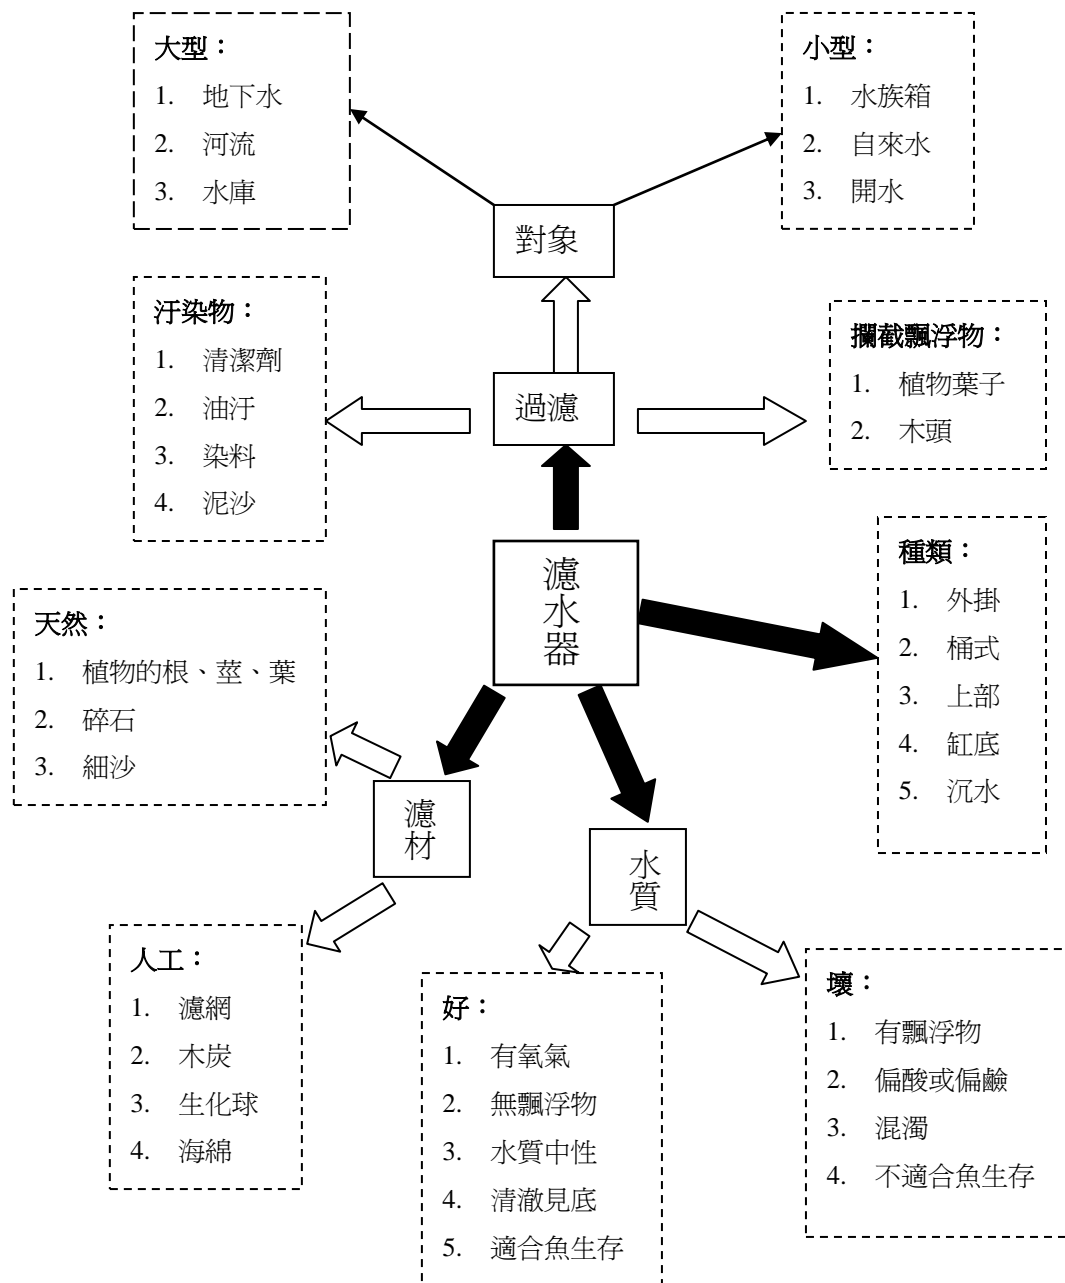 大型：
1. 地下水
2. 河流
3. 水庫
小型：
1. 水族箱
2. 自來水
3. 開水
對象
汙染物：
1. 清潔劑
2. 油汙
3. 染料
4. 泥沙
過濾
攔截飄浮物：
1. 植物葉子
2. 木頭
濾水器
種類：
1. 外掛
2. 桶式
3. 上部
4. 缸底
5. 沉水
天然：
1. 植物的根、莖、葉
2. 碎石
3. 細沙
濾材
水質
人工：
1. 濾網
2. 木炭
3. 生化球
4. 海綿
好：
1. 有氧氣
2. 無飄浮物
3. 水質中性
4. 清澈見底
5. 適合魚生存
壞：
1. 有飄浮物
2. 偏酸或偏鹼
3. 混濁
4. 不適合魚生存